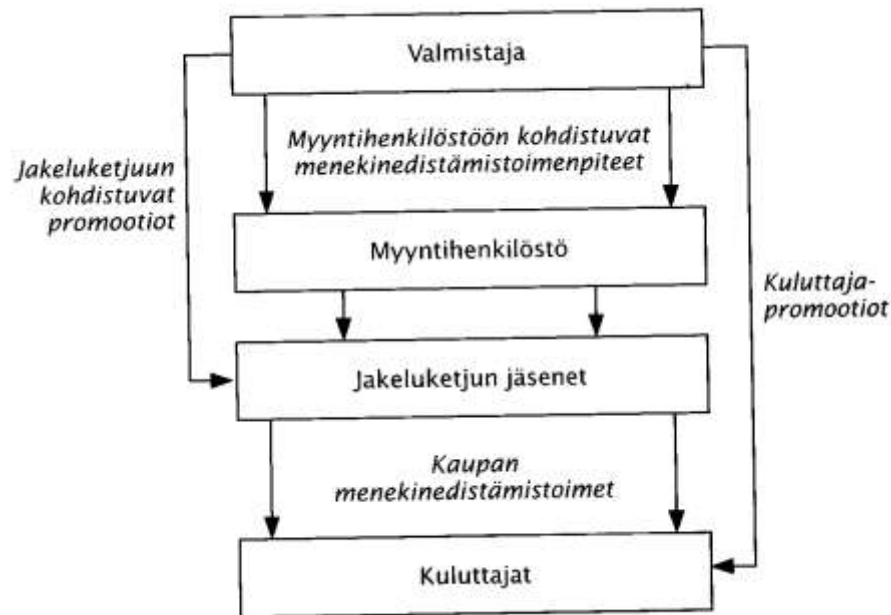 Valmistaja
Myyntihenkilöstöön kohdistuvat
menekinedistämistoimenpiteet
Jakeluketjuun
kohdistuvat
promootiot
Myyntihenkilöstö
Kuluttaja-
promootiot
Jakeluketjun jäsenet
Kaupan
menekinedistämistoimet
Kuluttajat